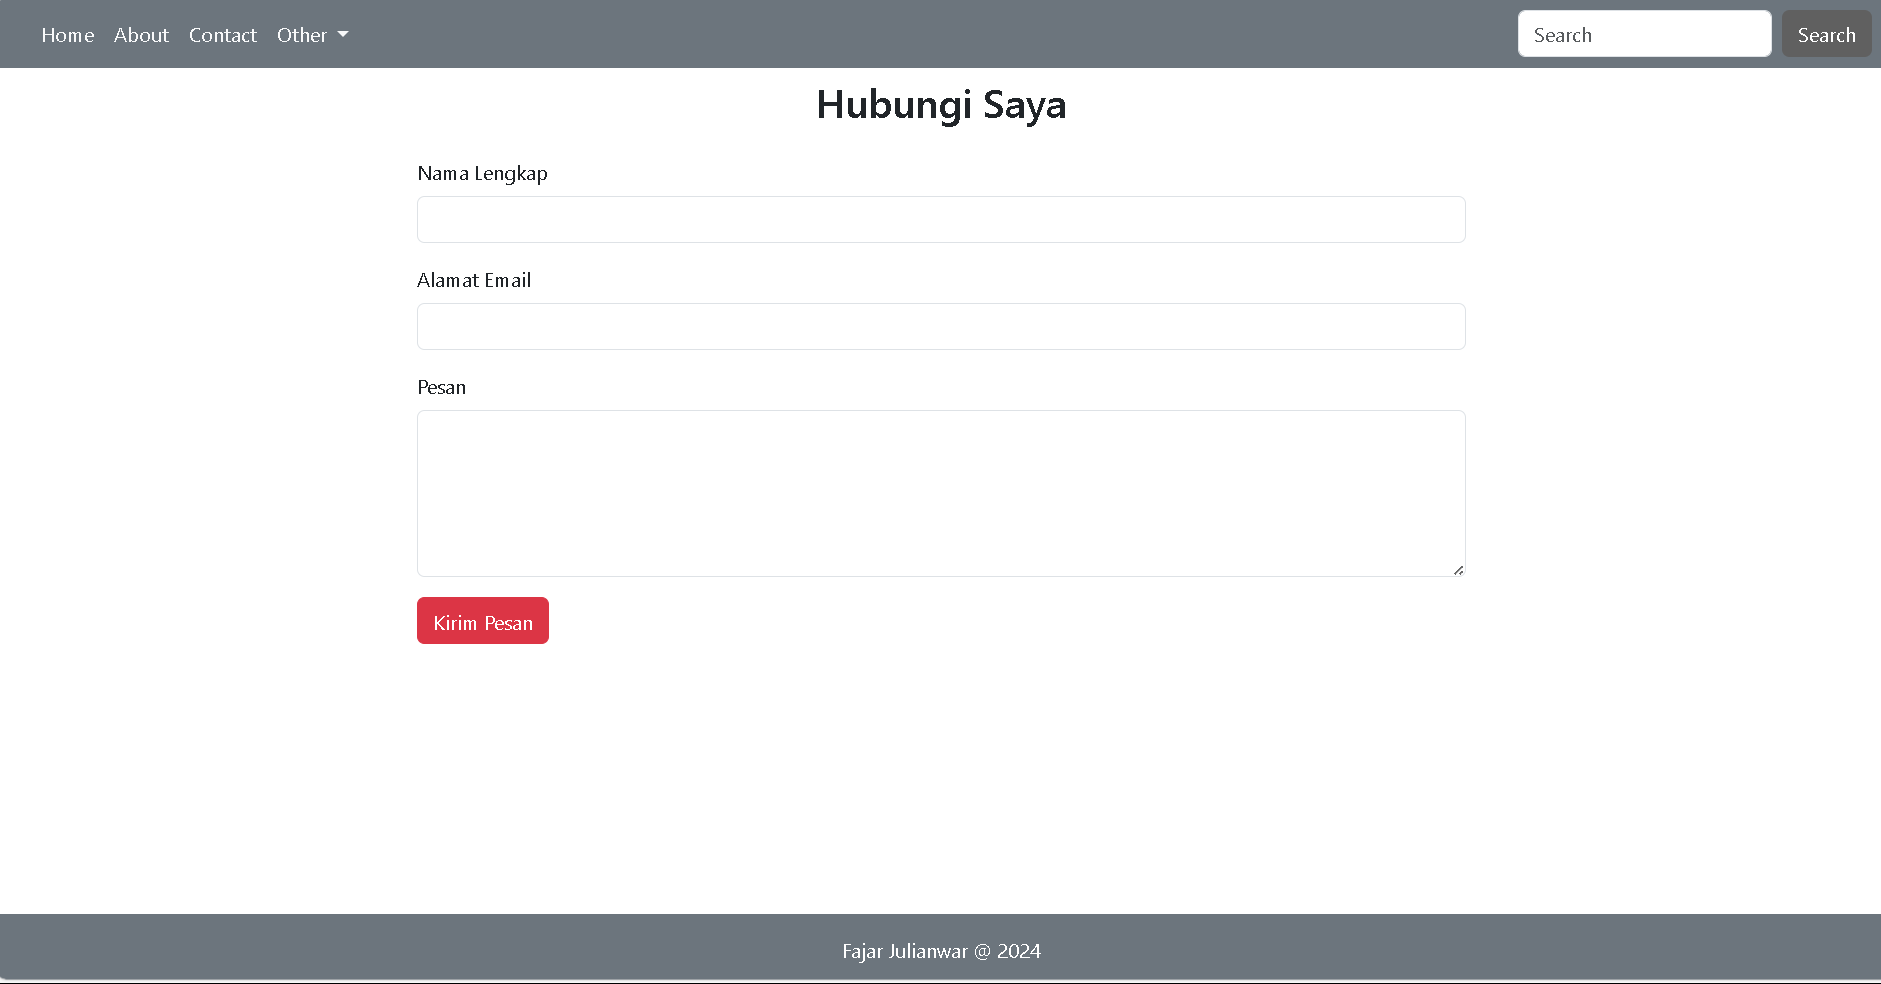 Home About Contact Other Search Search
Hubungi Saya
Nama Lengkap
Alamat Email
Pesan
Kirim Pesan
Fajar Julianwar @ 2024